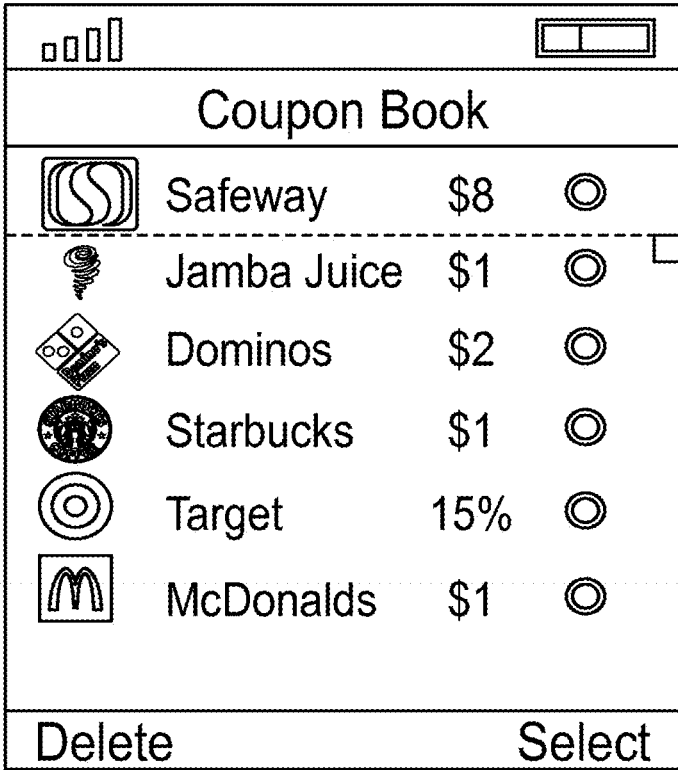 Coupon Book
Safeway $8
Jamba Juice $1
Dominos $2
Starbucks $1
Target 15%
McDonalds $1
Delete Select